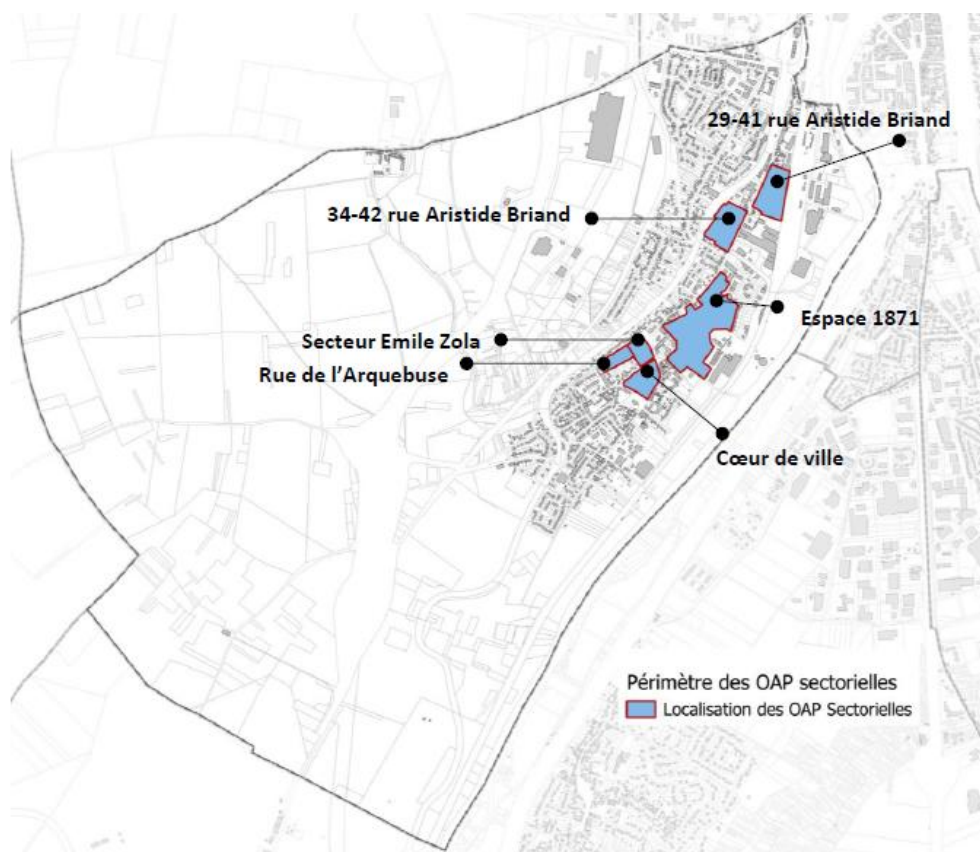 29-41 rue Aristide Briand
34-42 rue Aristide Briand
Espace 1871
Secteur Emile Zola
Rue de l’Arquebuse
Cœur de ville
Périmètre des OAP sectorielles
Localisation des OAP Sectorielles